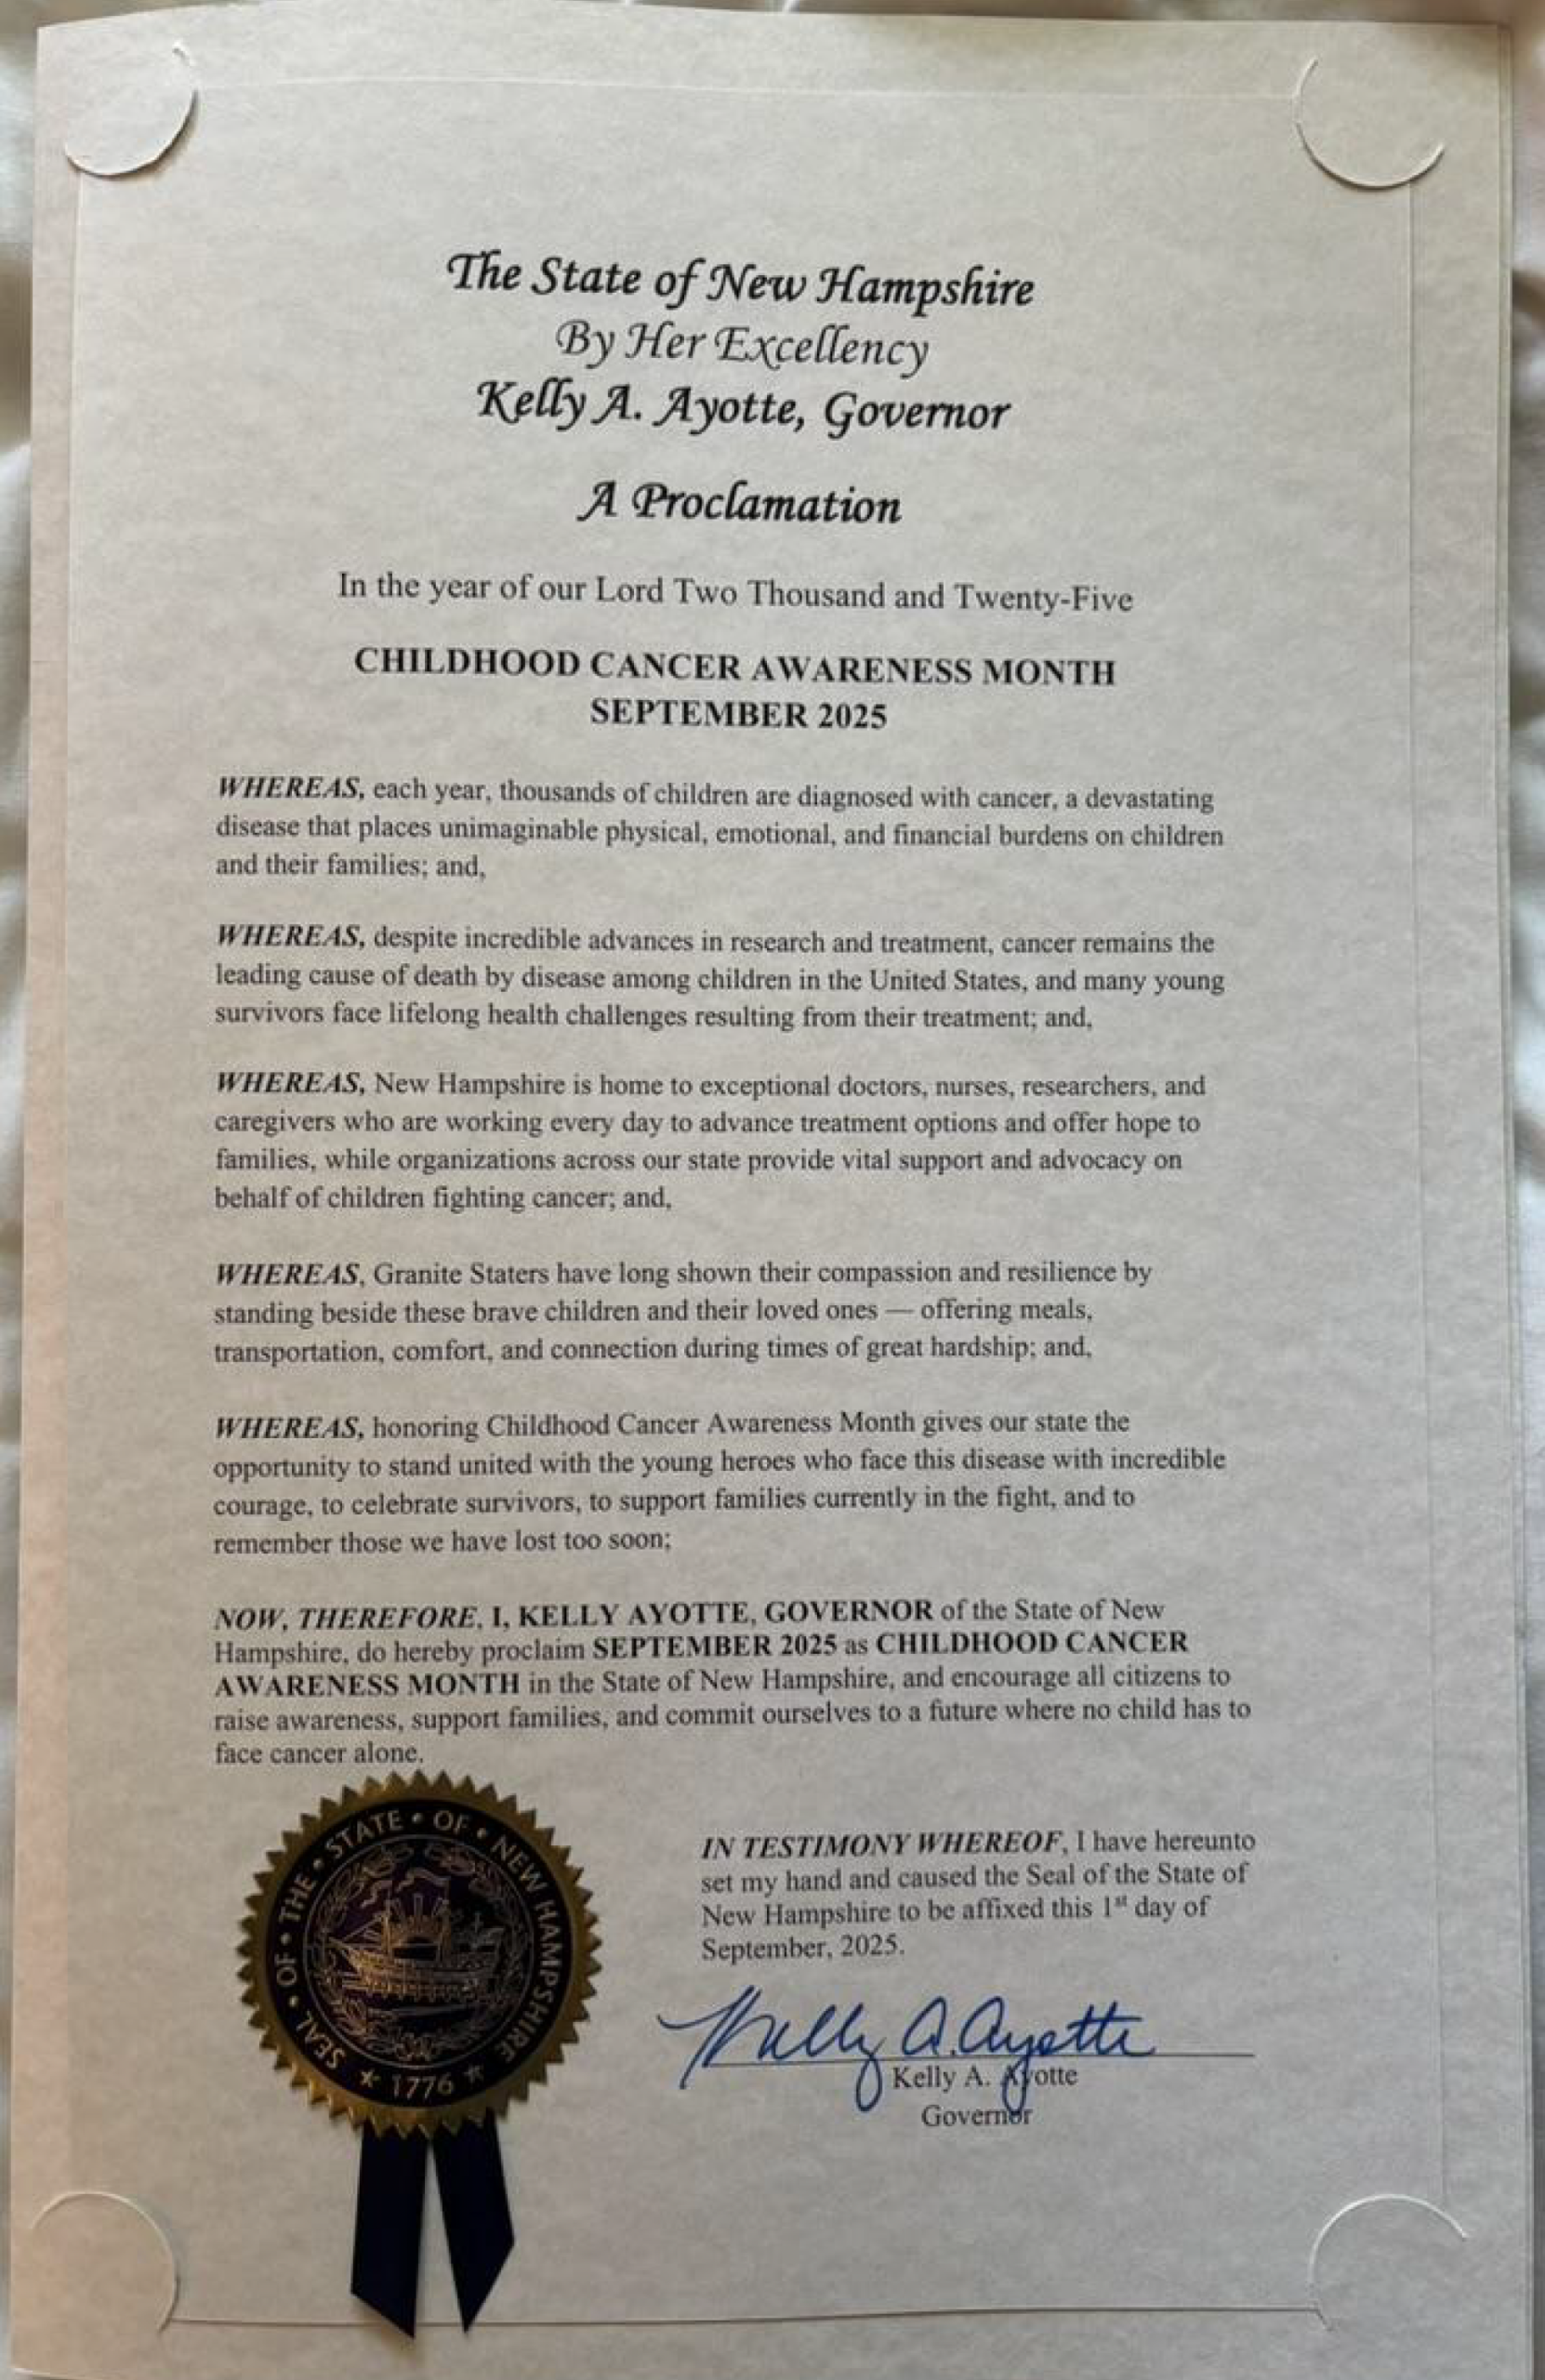 The State of New Hampshire
By Her Excellency
Kelly A. Ayotte, Governor
A Proclamation
In the year of our Lord Two Thousand and Twenty-Five
CHILDHOOD CANCER AWARENESS MONTH
SEPTEMBER 2025
WHEREAS, each year, thousands of children are diagnosed with cancer, a devastating
disease that places unimaginable physical, emotional, and financial burdens on children
and their families; and,
WHEREAS, despite incredible advances in research and treatment, cancer remains the
leading cause of death by disease among children in the United States, and many young
survivors face lifelong health challenges resulting from their treatment; and,
WHEREAS, New Hampshire is home to exceptional doctors, nurses, researchers, and
caregivers who are working every day to advance treatment options and offer hope to
families, while organizations across our state provide vital support and advocacy on
behalf of children fighting cancer; and,
WHEREAS, Granite Staters have long shown their compassion and resilience by
standing beside these brave children and their loved ones — offering meals,
transportation, comfort, and connection during times of great hardship; and,
WHEREAS, honoring Childhood Cancer Awareness Month gives our state the
opportunity to stand united with the young heroes who face this disease with incredible
courage, to celebrate survivors, to support families currently in the fight, and to
remember those we have lost too soon;
NOW, THEREFORE, I, KELLY AYOTTE, GOVERNOR of the State of New
Hampshire, do hereby proclaim SEPTEMBER 2025 as CHILDHOOD CANCER
AWARENESS MONTH in the State of New Hampshire, and encourage all citizens to
raise awareness, support families, and commit ourselves to a future where no child has to
face cancer alone.
SEAL • OF • THE • STATE • OF • NEW HAMPSHIRE
★ 1776 ★
IN TESTIMONY WHEREOF, I have hereunto
set my hand and caused the Seal of the State of
New Hampshire to be affixed this 1st day of
September, 2025.
Kelly A. Ayotte
Kelly A. Ayotte
Governor